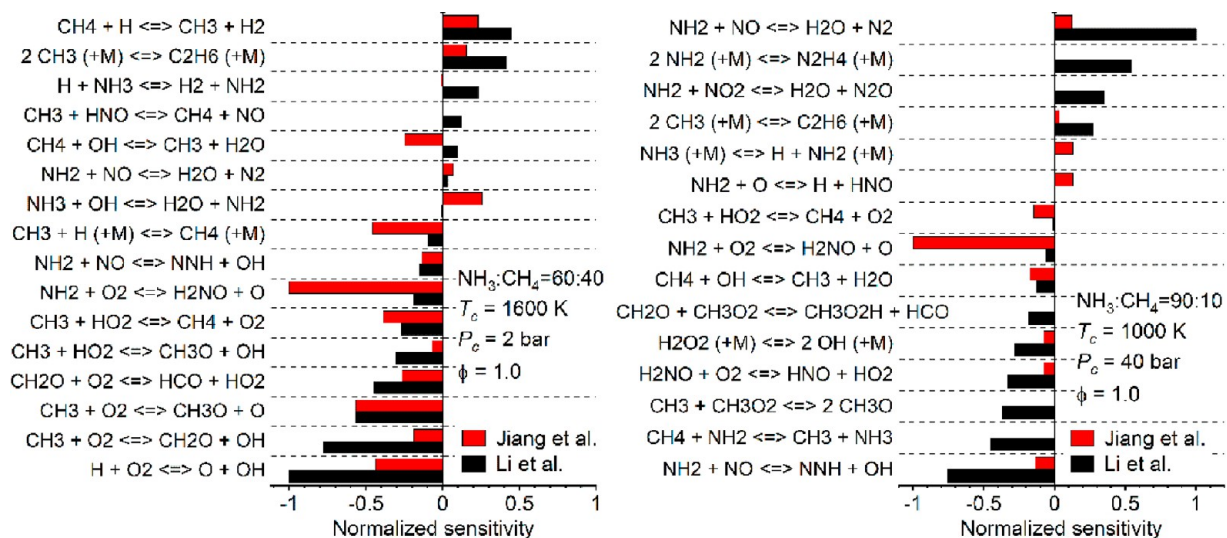 CH4 + H <=> CH3 + H2
2 CH3 (+M) <=> C2H6 (+M)
H + NH3 <=> H2 + NH2
CH3 + HNO <=> CH4 + NO
CH4 + OH <=> CH3 + H2O
NH2 + NO <=> H2O + N2
NH3 + OH <=> H2O + NH2
CH3 + H (+M) <=> CH4 (+M)
NH2 + NO <=> NNH + OH
NH2 + O2 <=> H2NO + O
CH3 + HO2 <=> CH4 + O2
CH3 + HO2 <=> CH3O + OH
CH2O + O2 <=> HCO + HO2
CH3 + O2 <=> CH3O + O
CH3 + O2 <=> CH2O + OH
H + O2 <=> O + OH
NH₃:CH₄=60:40
T꜀ = 1600 K
P꜀ = 2 bar
ϕ = 1.0
Jiang et al.
Li et al.
-1 -0.5 0 0.5 1
Normalized sensitivity
NH2 + NO <=> H2O + N2
2 NH2 (+M) <=> N2H4 (+M)
NH2 + NO2 <=> H2O + N2O
2 CH3 (+M) <=> C2H6 (+M)
NH3 (+M) <=> H + NH2 (+M)
NH2 + O <=> H + HNO
CH3 + HO2 <=> CH4 + O2
NH2 + O2 <=> H2NO + O
CH4 + OH <=> CH3 + H2O
CH2O + CH3O2 <=> CH3O2H + HCO
H2O2 (+M) <=> 2 OH (+M)
H2NO + O2 <=> HNO + HO2
CH3 + CH3O2 <=> 2 CH3O
CH4 + NH2 <=> CH3 + NH3
NH2 + NO <=> NNH + OH
NH₃:CH₄=90:10
T꜀ = 1000 K
P꜀ = 40 bar
ϕ = 1.0
Jiang et al.
Li et al.
-1 -0.5 0 0.5 1
Normalized sensitivity